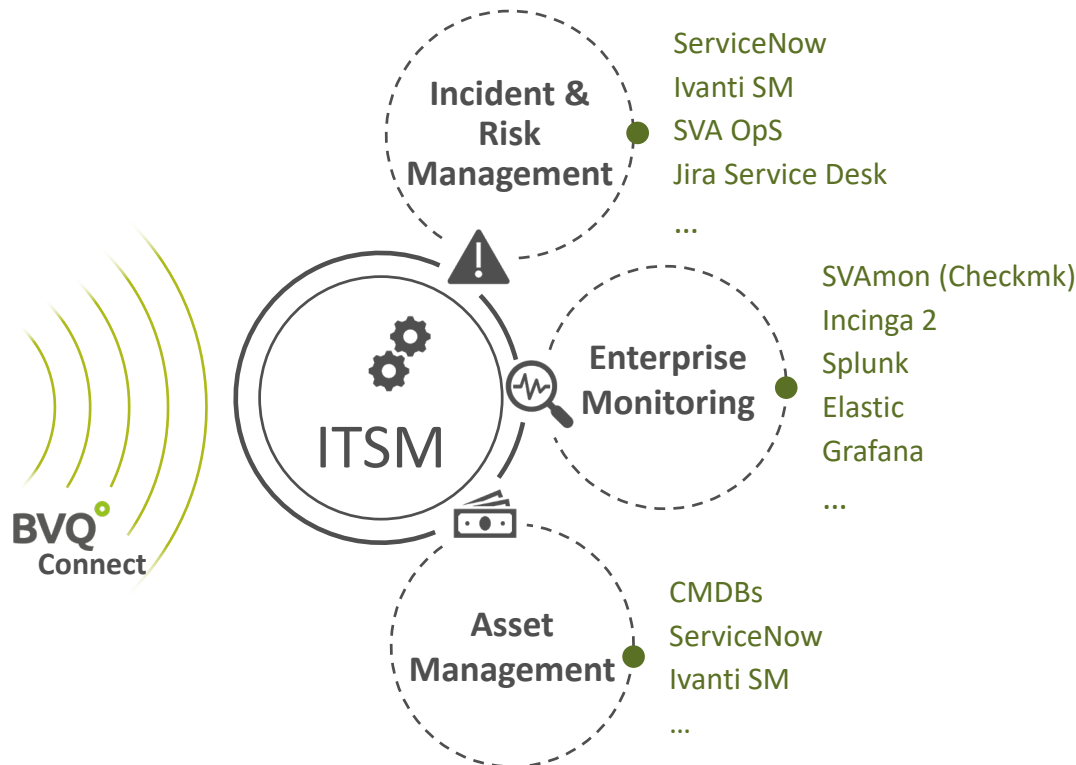 Incident &
Risk
Management
ServiceNow
Ivanti SM
SVA OpS
Jira Service Desk
...
ITSM
Enterprise
Monitoring
SVAmon (Checkmk)
Incinga 2
Splunk
Elastic
Grafana
...
BVQ
Connect
Asset
Management
CMDBs
ServiceNow
Ivanti SM
...